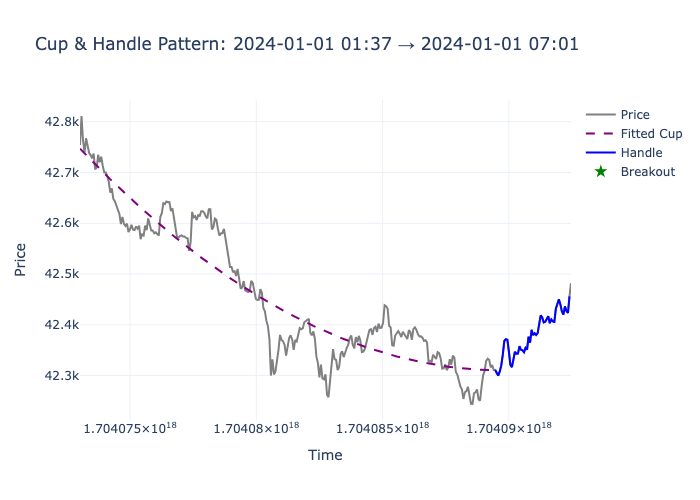 Cup & Handle Pattern: 2024-01-01 01:37 → 2024-01-01 07:01
42.8k
42.7k
42.6k
42.5k
42.4k
42.3k
Price
1.704075×10¹⁸
1.70408×10¹⁸
1.704085×10¹⁸
1.70409×10¹⁸
Time
Price
Fitted Cup
Handle
Breakout